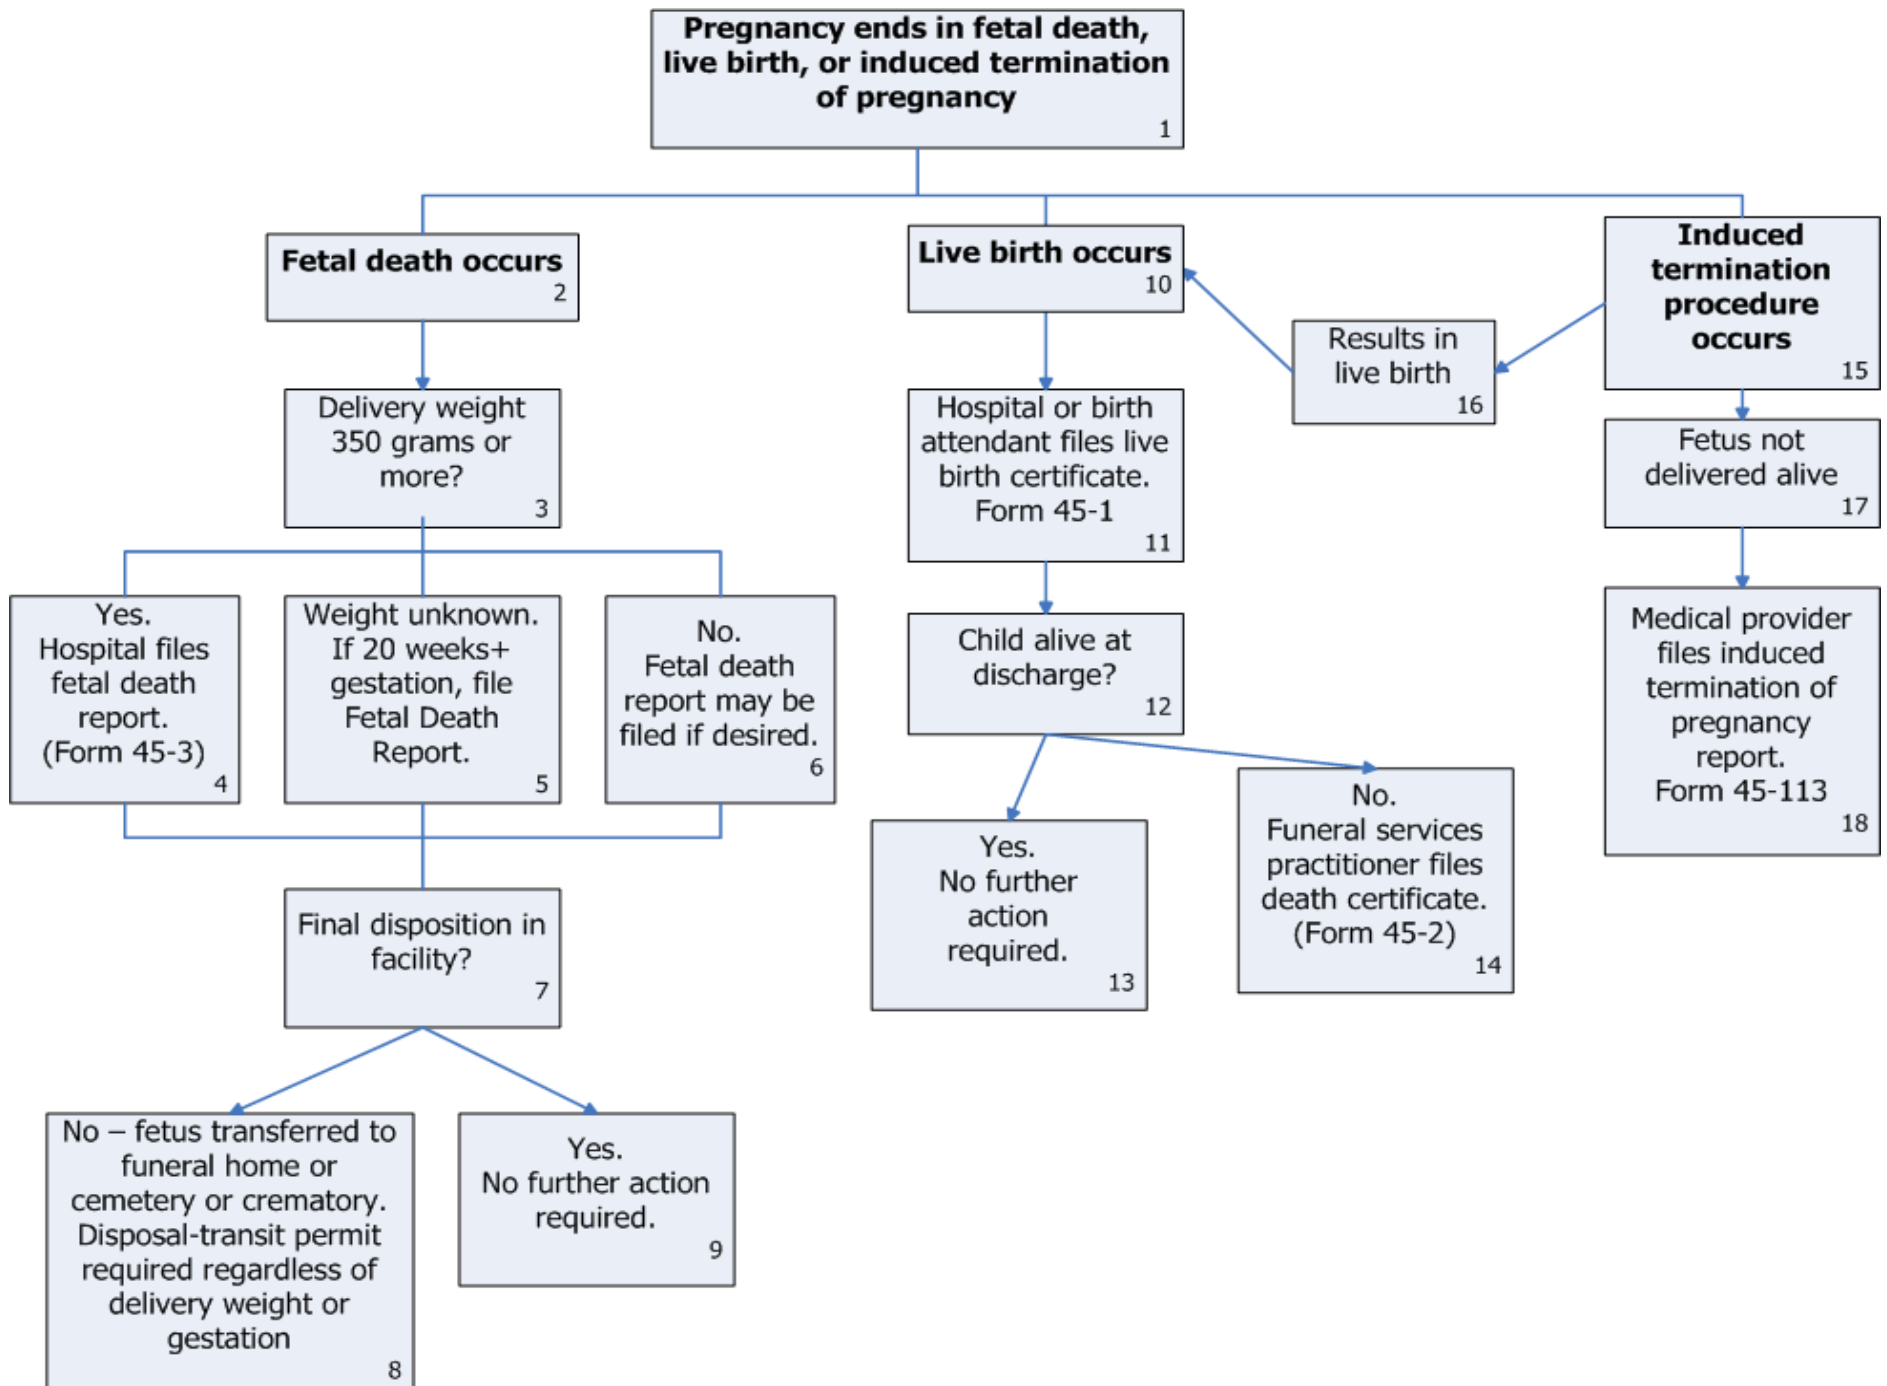 Pregnancy ends in fetal death,
live birth, or induced termination
of pregnancy
1
Fetal death occurs
2
Delivery weight
350 grams or
more?
3
Yes.
Hospital files
fetal death
report.
(Form 45-3)
4
Weight unknown.
If 20 weeks+
gestation, file
Fetal Death
Report.
5
No.
Fetal death
report may be
filed if desired.
6
Final disposition in
facility?
7
No – fetus transferred to
funeral home or
cemetery or crematory.
Disposal-transit permit
required regardless of
delivery weight or
gestation
8
Yes.
No further action
required.
9
Live birth occurs
10
Hospital or birth
attendant files live
birth certificate.
Form 45-1
11
Child alive at
discharge?
12
Yes.
No further
action
required.
13
No.
Funeral services
practitioner files
death certificate.
(Form 45-2)
14
Induced
termination
procedure
occurs
15
Results in
live birth
16
Fetus not
delivered alive
17
Medical provider
files induced
termination of
pregnancy
report.
Form 45-113
18